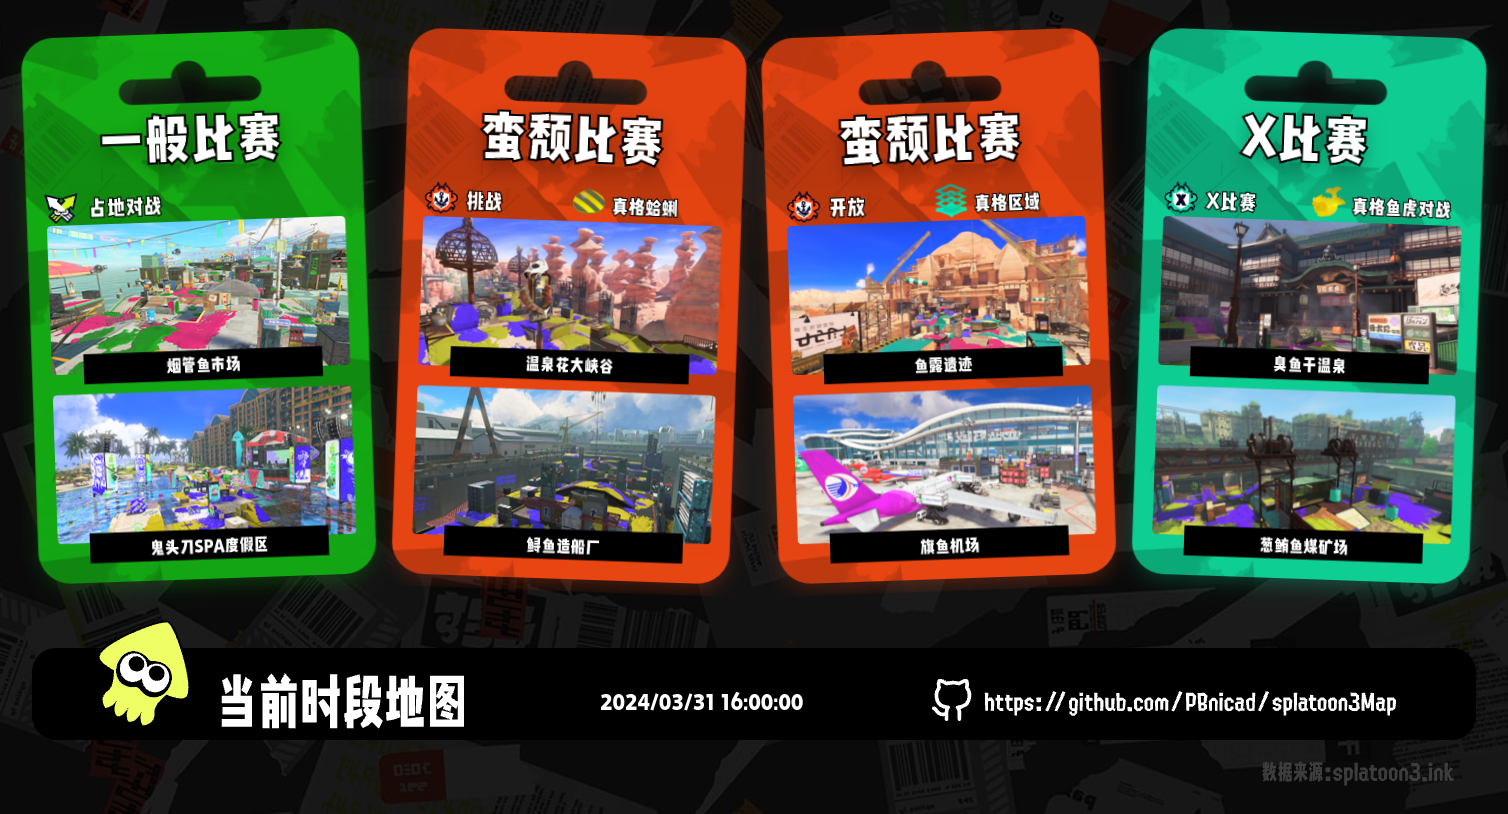 一般比赛
占地对战
烟管鱼市场
鬼头刀SPA度假区
蛮颓比赛
挑战
真格蛤蜊
温泉花大峡谷
鲟鱼造船厂
蛮颓比赛
开放
真格区域
鱼露遗迹
旗鱼机场
X比赛
X比赛
真格鱼虎对战
臭鱼干温泉
葱鲔鱼煤矿场
当前时段地图
2024/03/31 16:00:00
https://github.com/PBnicad/splatoon3Map
数据来源:splatoon3.ink